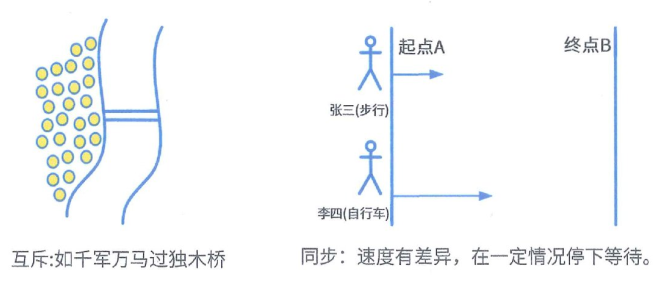 起点A
终点B
张三(步行)
李四(自行车)
互斥:如千军万马过独木桥
同步：速度有差异，在一定情况停下等待。